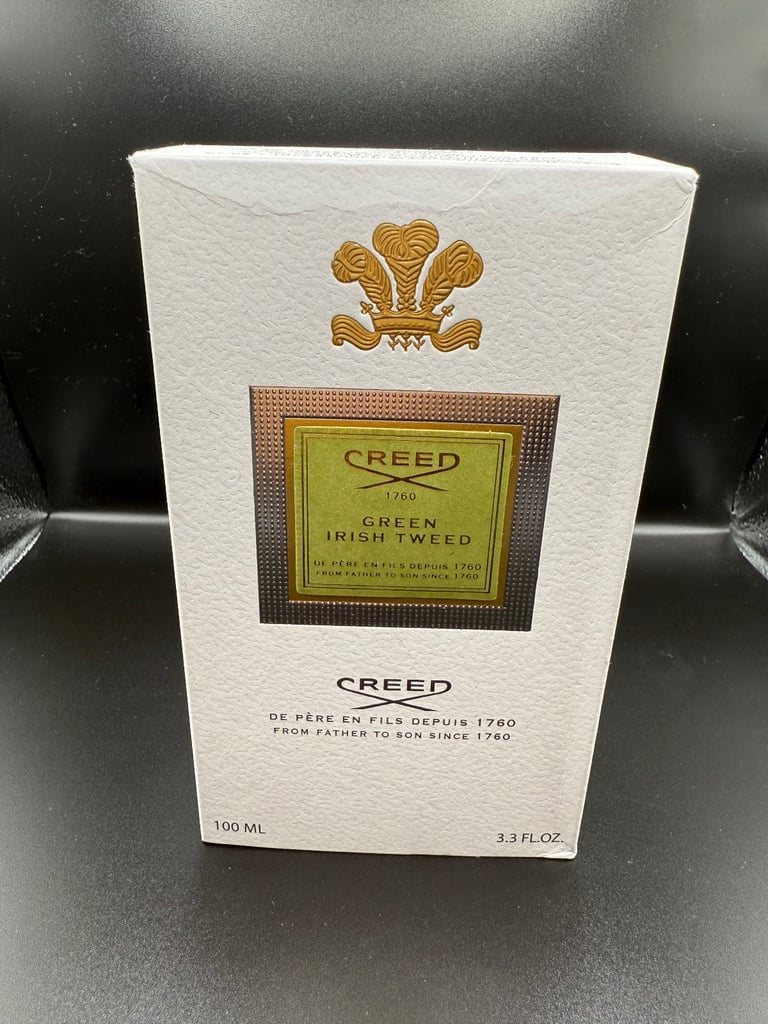 CREED
1760
GREEN
IRISH TWEED
DE PÈRE EN FILS DEPUIS 1760
FROM FATHER TO SON SINCE 1760
CREED
DE PÈRE EN FILS DEPUIS 1760
FROM FATHER TO SON SINCE 1760
100 ML
3.3 FL.OZ.